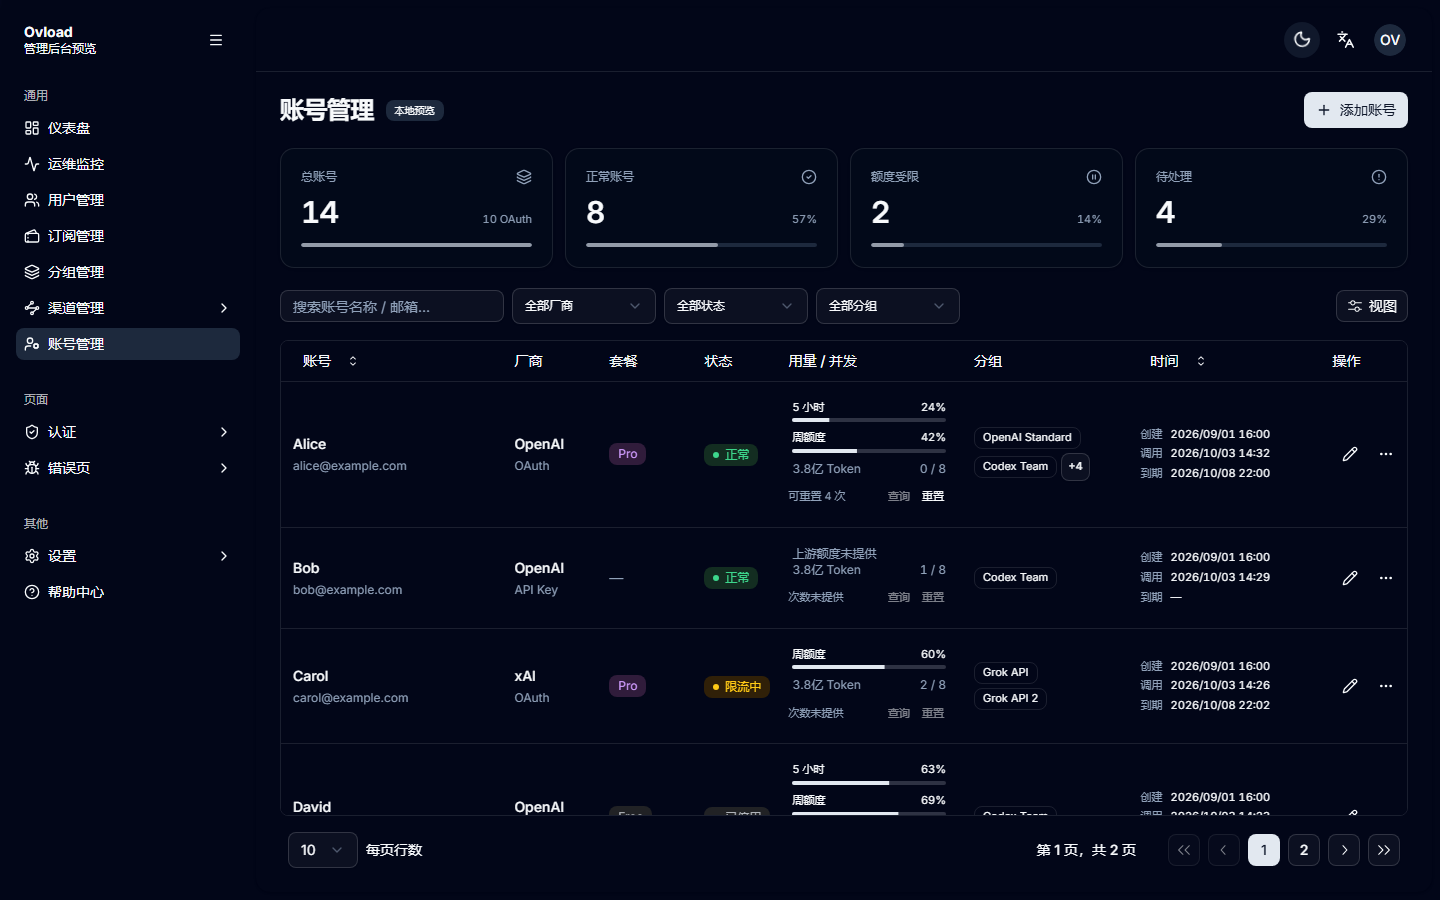 Ovload
管理后台预览
OV
通用
仪表盘
运维监控
用户管理
订阅管理
分组管理
渠道管理
账号管理
页面
认证
错误页
其他
设置
帮助中心
账号管理 本地预览
添加账号
总账号
14 10 OAuth
正常账号
8 57%
额度受限
2 14%
待处理
4 29%
搜索账号名称 / 邮箱... 全部厂商 全部状态 全部分组 视图
账号 厂商 套餐 状态 用量 / 并发 分组 时间 操作
Alice
alice@example.com
OpenAI
OAuth
Pro
正常
5 小时 24%
周额度 42%
3.8亿 Token 0 / 8
可重置 4 次 查询 重置
OpenAI Standard
Codex Team +4
创建 2026/09/01 16:00
调用 2026/10/03 14:32
到期 2026/10/08 22:00
Bob
bob@example.com
OpenAI
API Key
—
正常
上游额度未提供
3.8亿 Token 1 / 8
次数未提供 查询 重置
Codex Team
创建 2026/09/01 16:00
调用 2026/10/03 14:29
到期 —
Carol
carol@example.com
xAI
OAuth
Pro
限流中
周额度 60%
3.8亿 Token 2 / 8
次数未提供 查询 重置
Grok API
Grok API 2
创建 2026/09/01 16:00
调用 2026/10/03 14:26
到期 2026/10/08 22:02
David
OpenAI
5 小时 63%
周额度 69%
Codex Team
创建 2026/09/01 16:00
10 每页行数
第 1 页，共 2 页
1 2